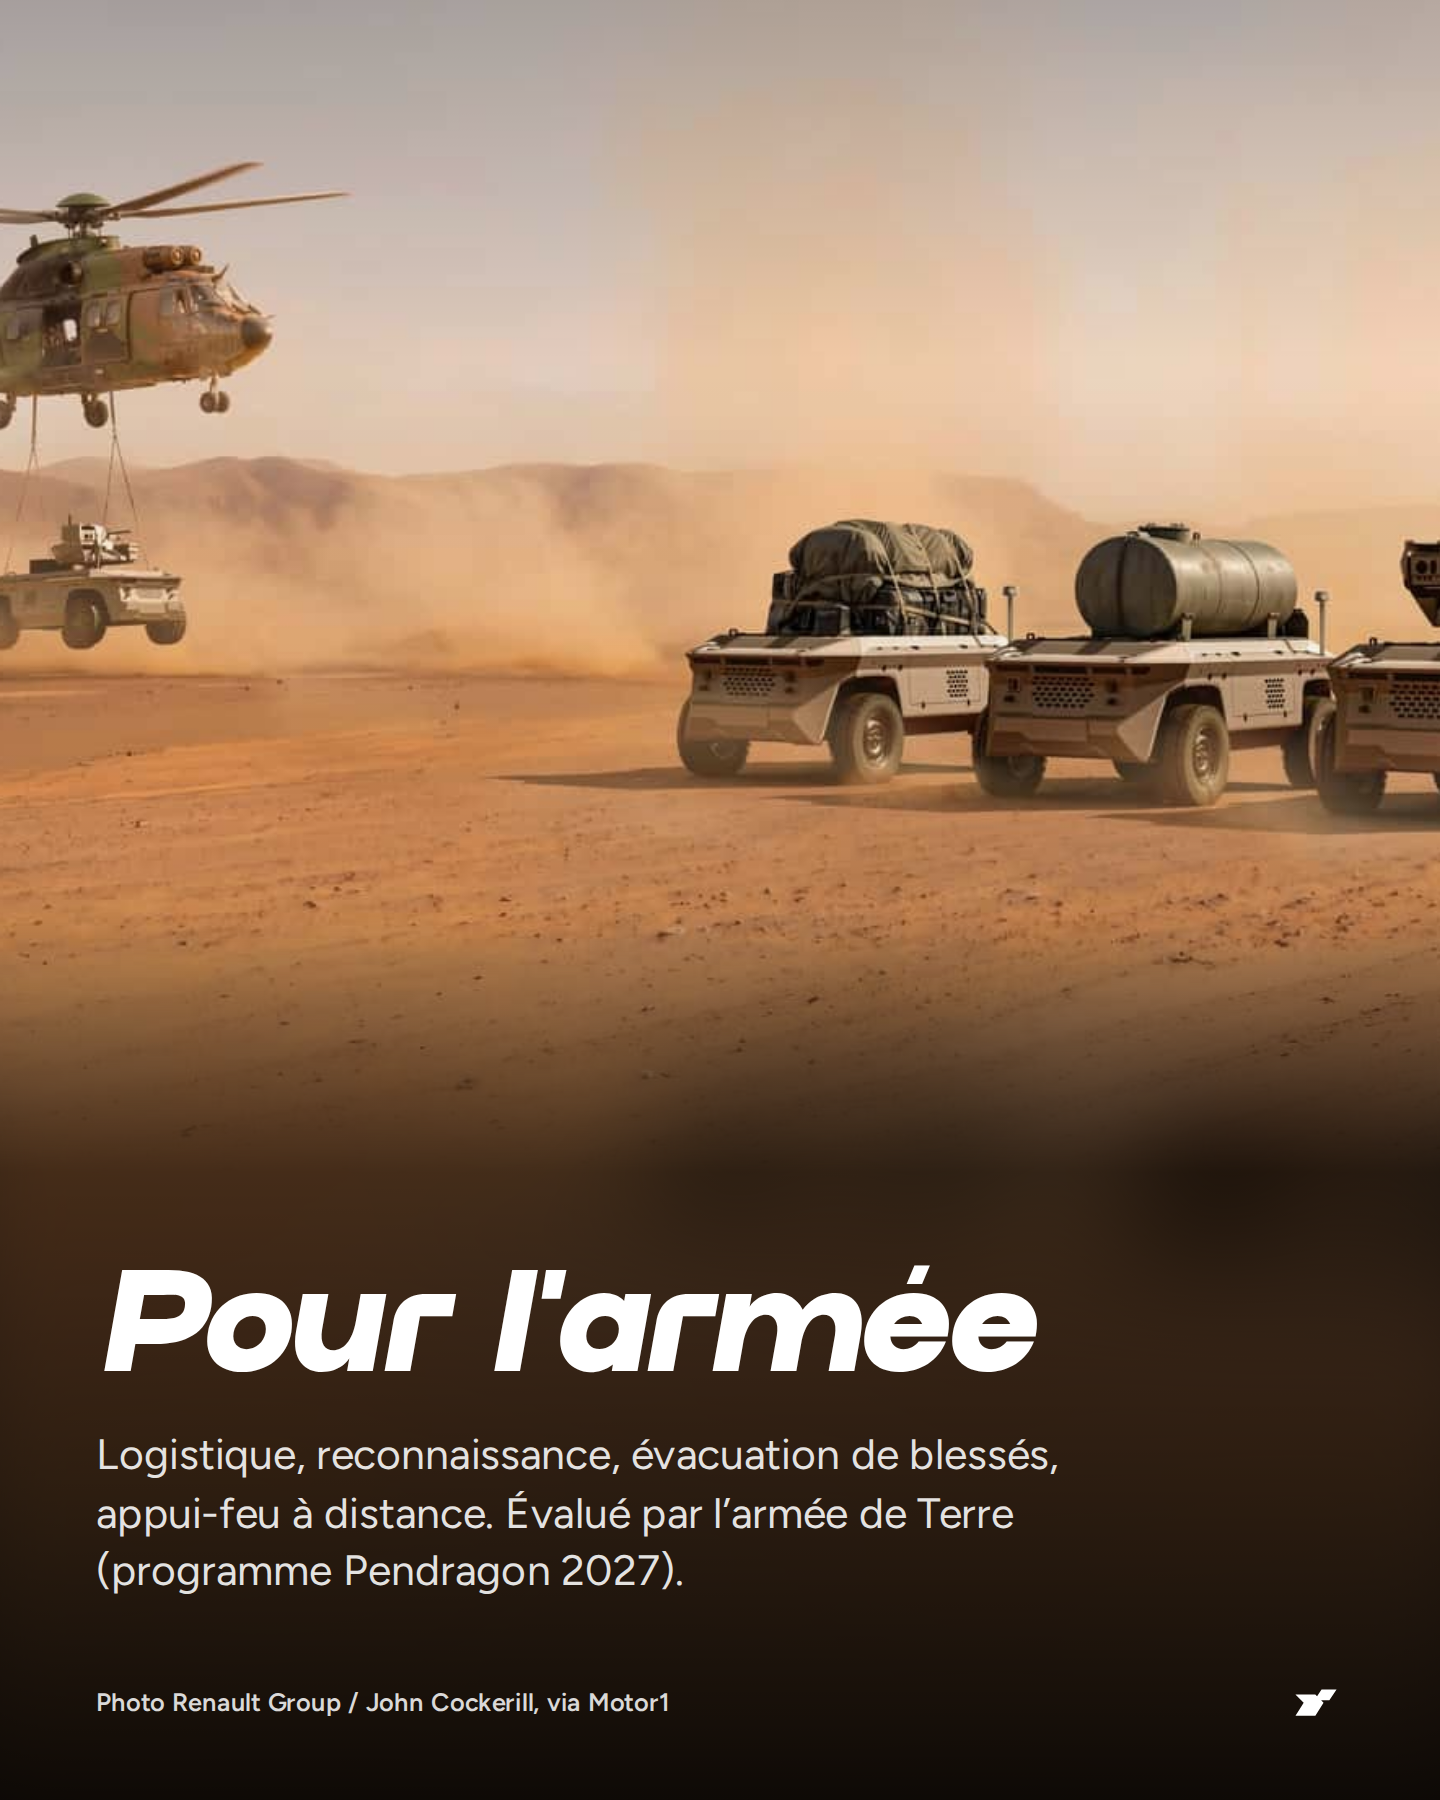 Pour l'armée
Logistique, reconnaissance, évacuation de blessés,
appui-feu à distance. Évalué par l’armée de Terre
(programme Pendragon 2027).
Photo Renault Group / John Cockerill, via Motor1